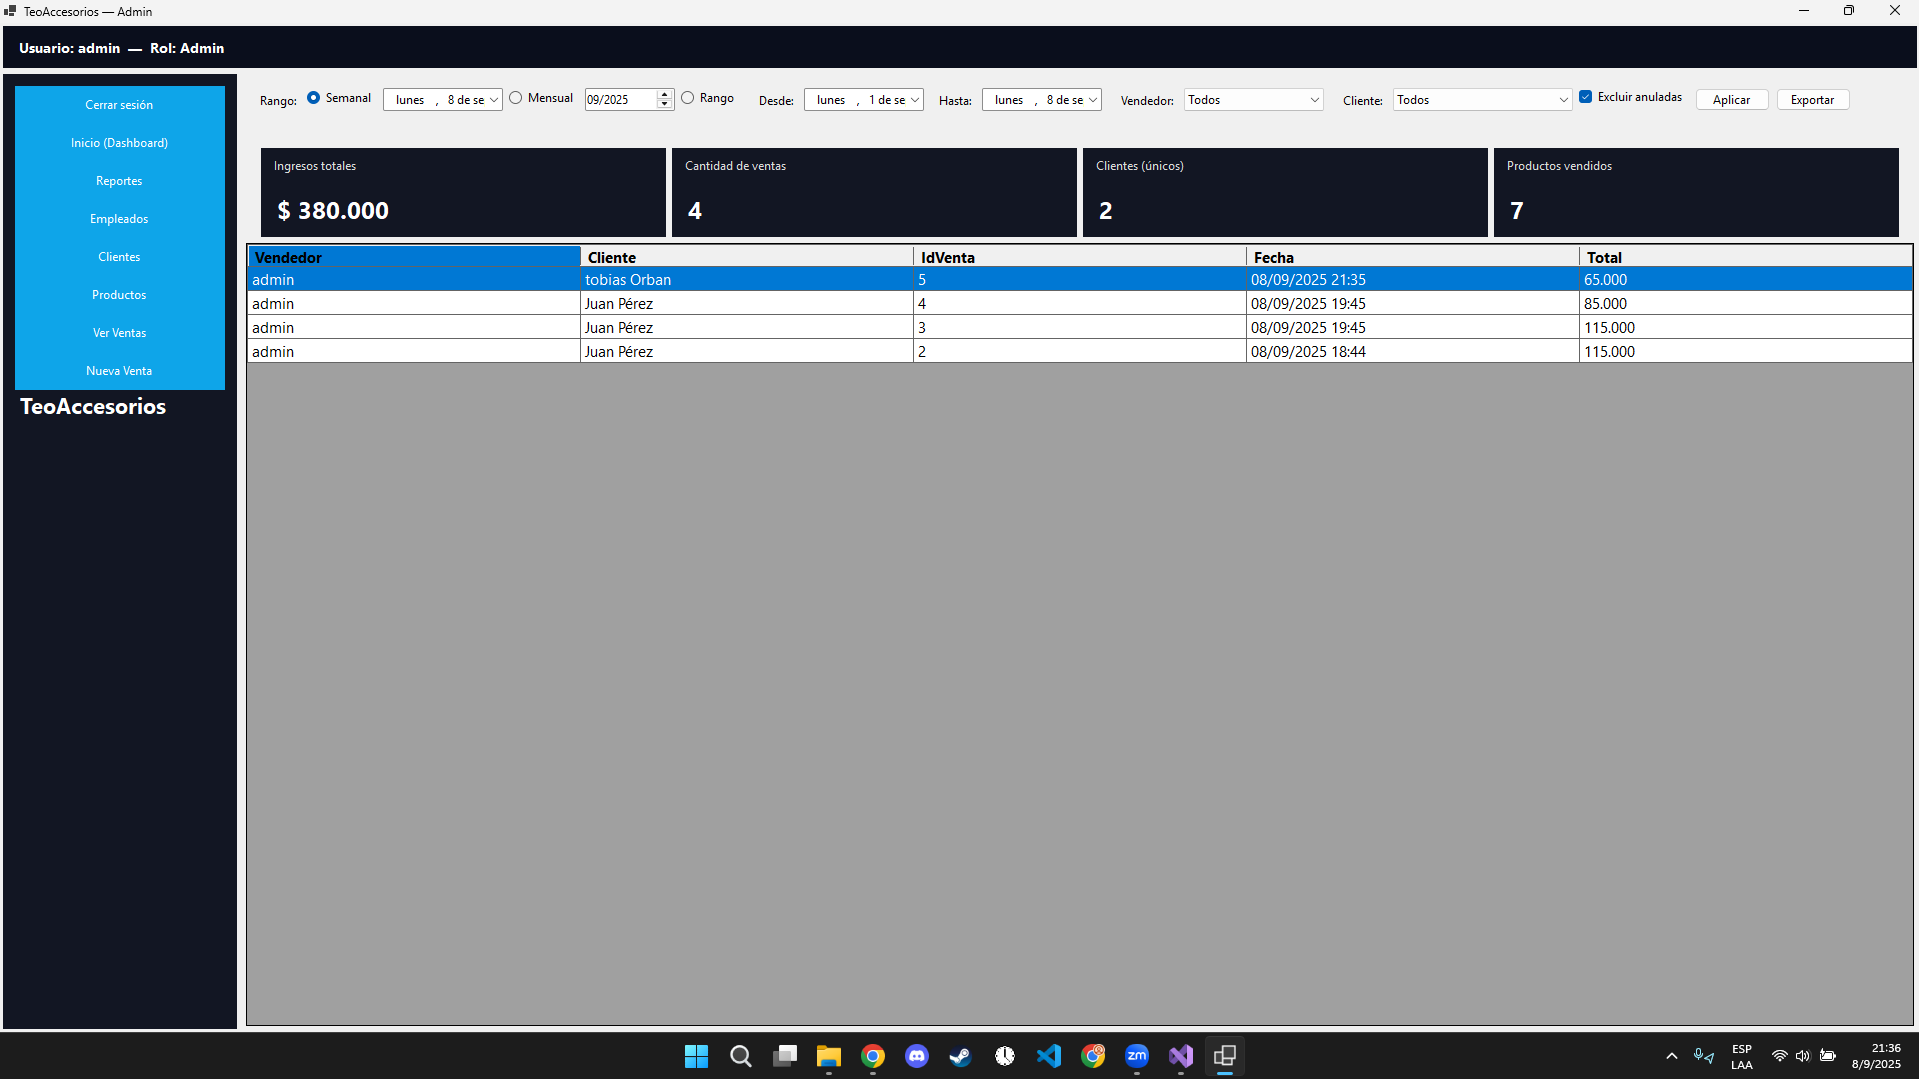 TeoAccesorios — Admin
Usuario: admin — Rol: Admin
Cerrar sesión
Inicio (Dashboard)
Reportes
Empleados
Clientes
Productos
Ver Ventas
Nueva Venta
TeoAccesorios
Rango: Semanal lunes , 8 de se Mensual 09/2025 Rango Desde: lunes , 1 de se Hasta: lunes , 8 de se Vendedor: Todos Cliente: Todos Excluir anuladas Aplicar Exportar
Ingresos totales
$ 380.000
Cantidad de ventas
4
Clientes (únicos)
2
Productos vendidos
7
Vendedor Cliente IdVenta Fecha Total
admin tobias Orban 5 08/09/2025 21:35 65.000
admin Juan Pérez 4 08/09/2025 19:45 85.000
admin Juan Pérez 3 08/09/2025 19:45 115.000
admin Juan Pérez 2 08/09/2025 18:44 115.000
zm
ESP
LAA
21:36
8/9/2025